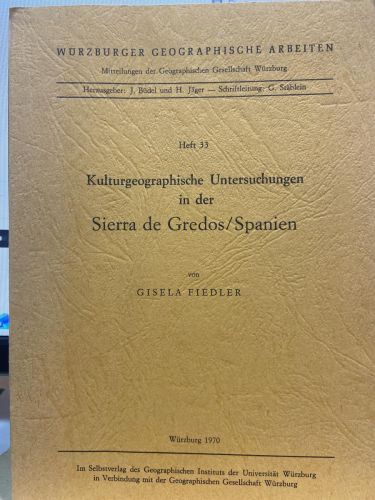 WÜRZBURGER GEOGRAPHISCHE ARBEITEN
Mitteilungen der Geographischen Gesellschaft Würzburg
Herausgeber: J. Büdel und H. Jäger — Schriftleitung: G. Stäblein
Heft 33
Kulturgeographische Untersuchungen
in der
Sierra de Gredos/Spanien
von
GISELA FIEDLER
Würzburg 1970
Im Selbstverlag des Geographischen Instituts der Universität Würzburg
in Verbindung mit der Geographischen Gesellschaft Würzburg